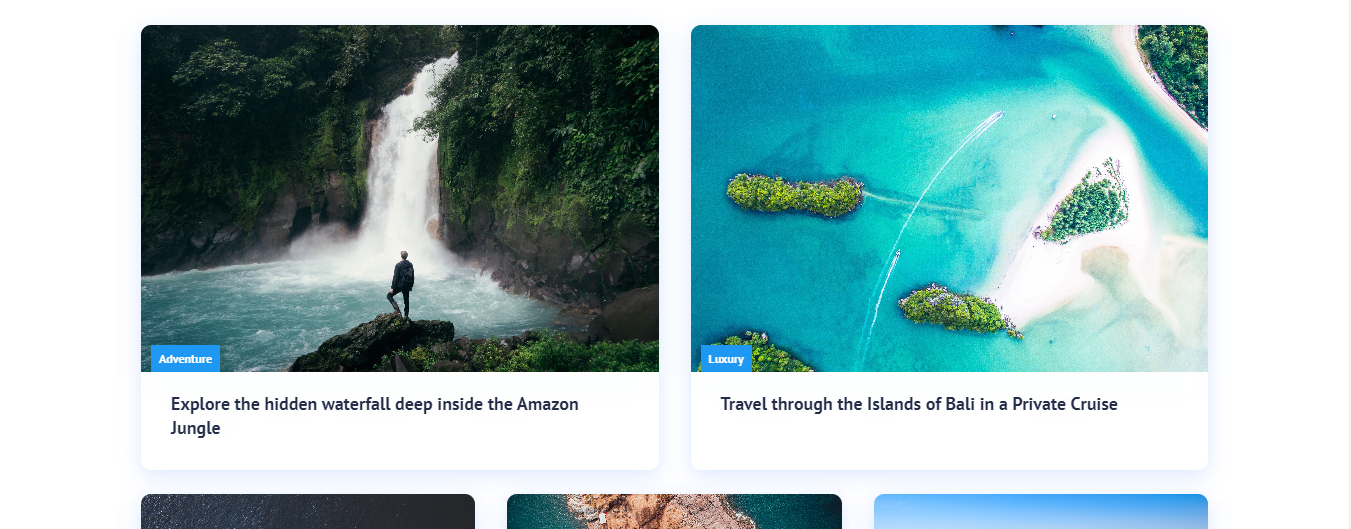 Adventure
Explore the hidden waterfall deep inside the Amazon
Jungle
Luxury
Travel through the Islands of Bali in a Private Cruise